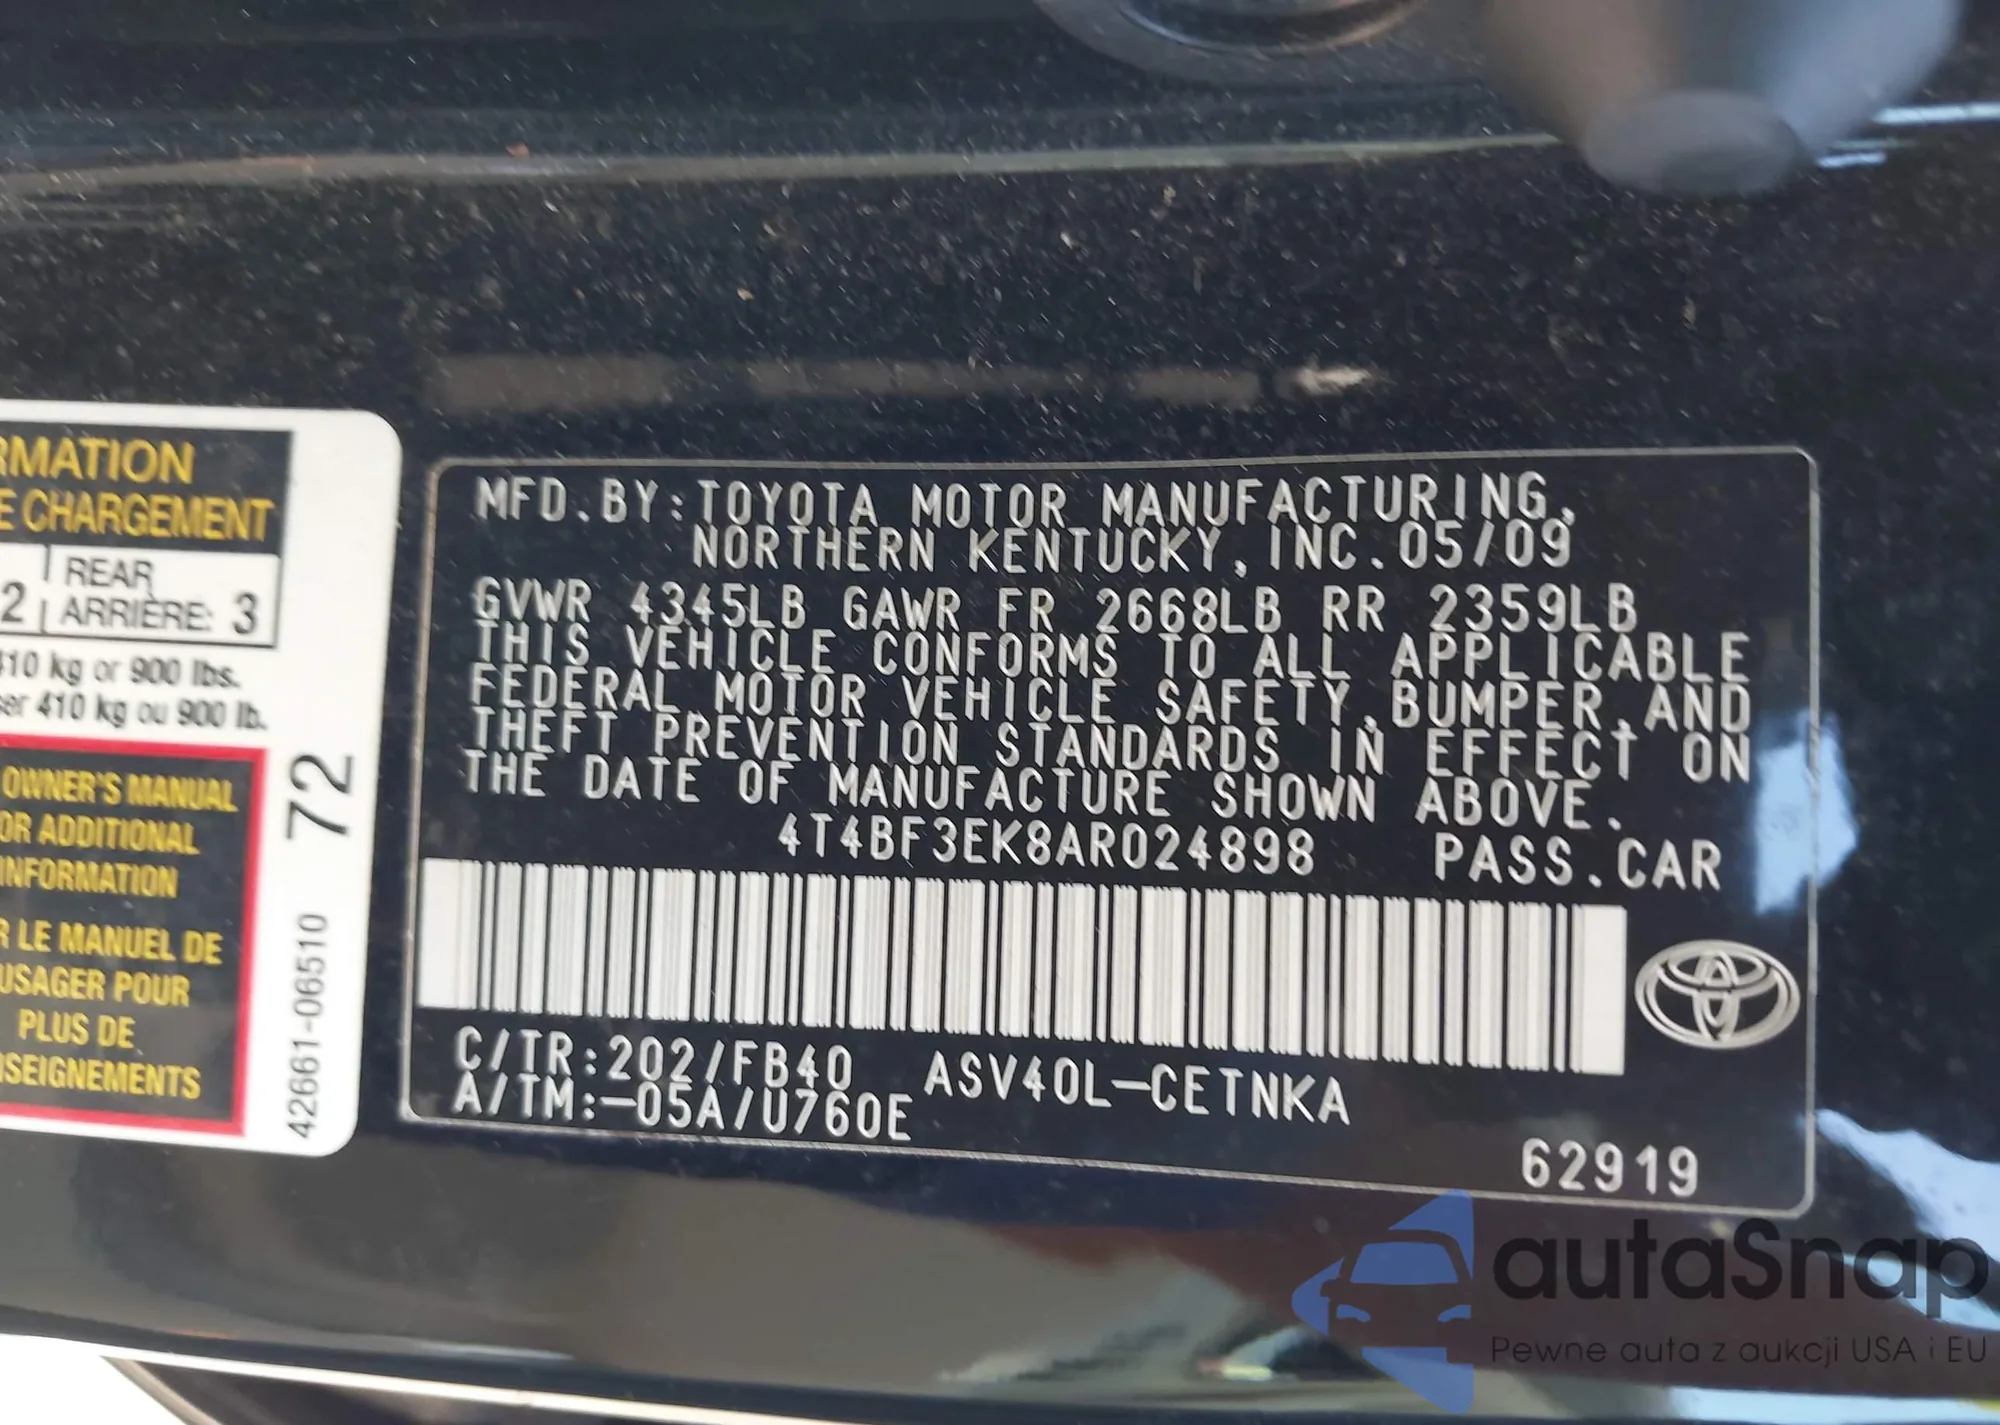 RMATION
E CHARGEMENT
2
REAR
ARRIÈRE: 3
410 kg or 900 lbs.
er 410 kg ou 900 lb.
OWNER'S MANUAL
OR ADDITIONAL
INFORMATION
R LE MANUEL DE
USAGER POUR
PLUS DE
NSEIGNEMENTS
42661-06510 72
MFD.BY:TOYOTA MOTOR MANUFACTURING,
NORTHERN KENTUCKY, INC.05/09
GVWR 4345LB GAWR FR 2668LB RR 2359LB
THIS VEHICLE CONFORMS TO ALL APPLICABLE
FEDERAL MOTOR VEHICLE SAFETY,BUMPER,AND
THEFT PREVENTION STANDARDS IN EFFECT ON
THE DATE OF MANUFACTURE SHOWN ABOVE.
4T4BF3EK8AR024898 PASS.CAR
C/TR:202/FB40 ASV40L-CETNKA
A/TM:-05A/U760E
62919
autaSnap
Pewne auta z aukcji USA i EU